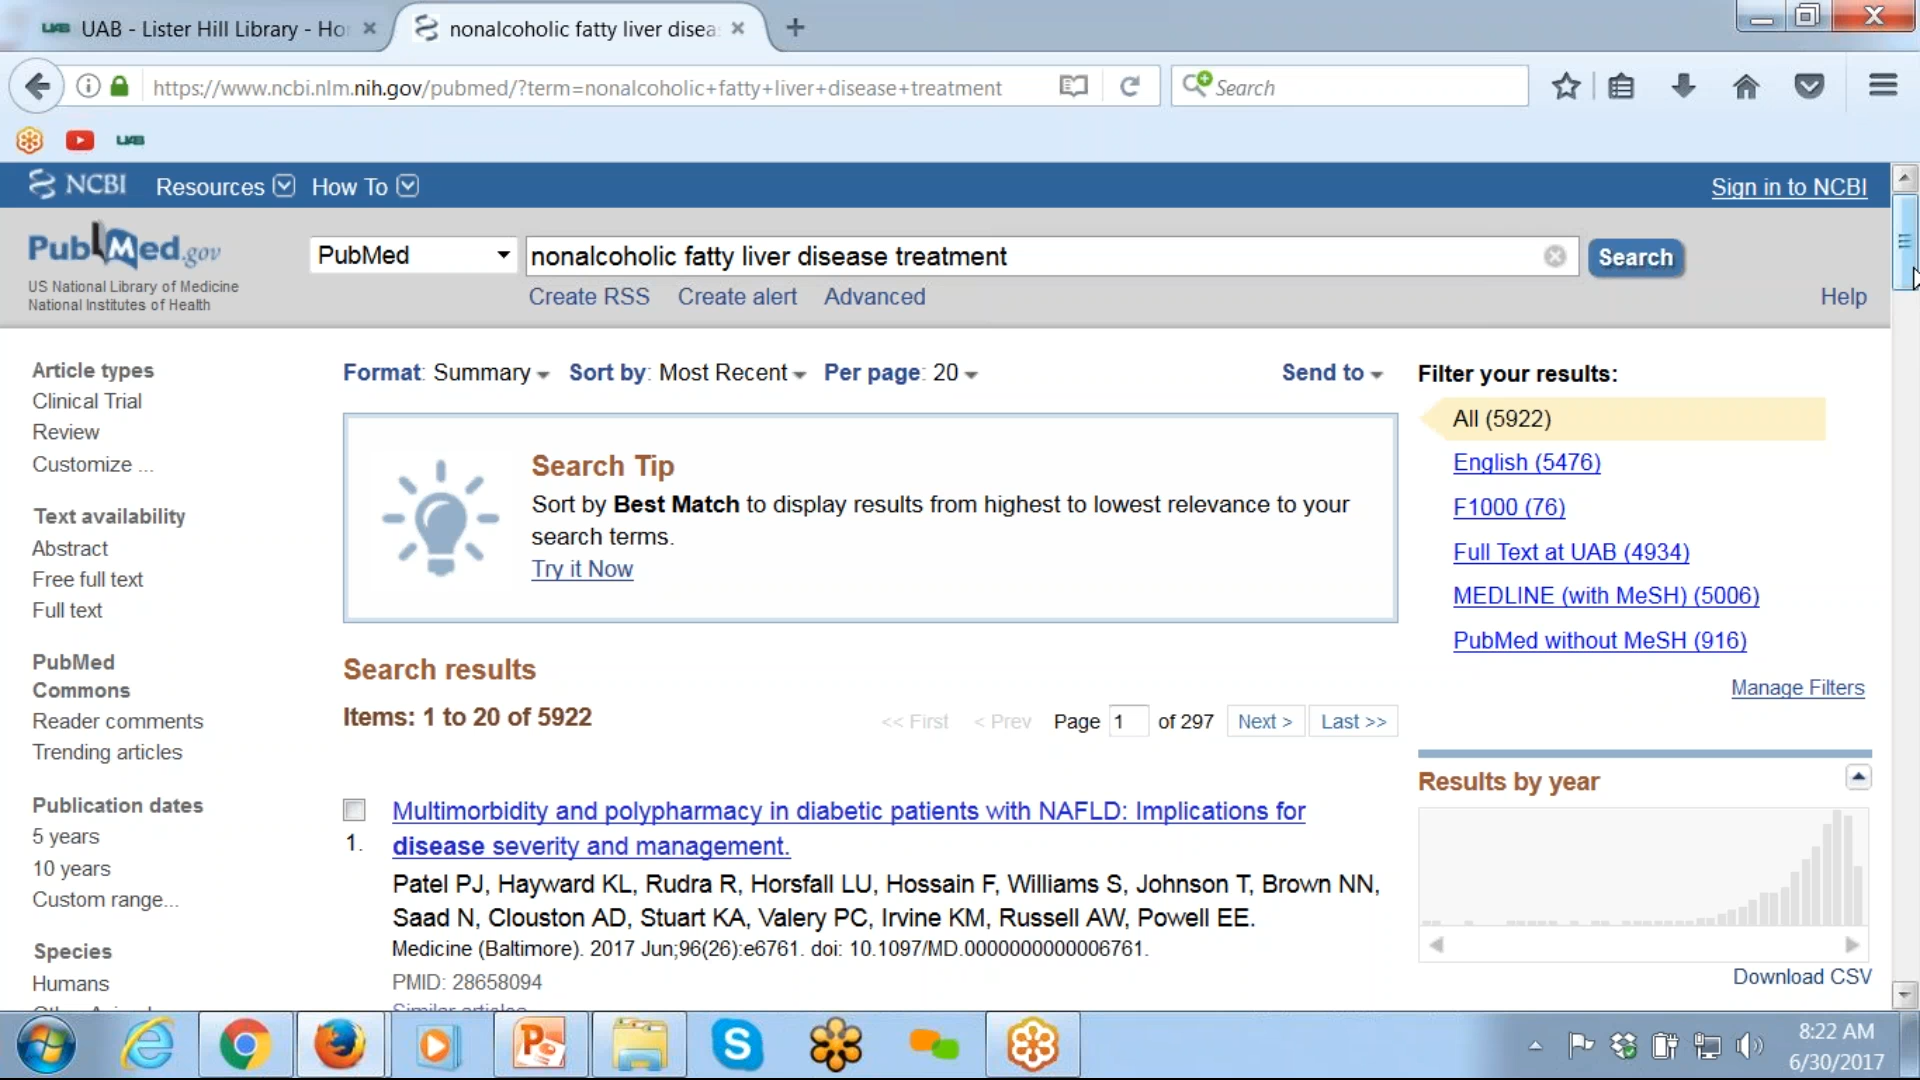 UAB - Lister Hill Library - Ho
nonalcoholic fatty liver disea
https://www.ncbi.nlm.nih.gov/pubmed/?term=nonalcoholic+fatty+liver+disease+treatment
Search
UAB
NCBI
Resources
How To
Sign in to NCBI
PubMed.gov
US National Library of Medicine
National Institutes of Health
PubMed
nonalcoholic fatty liver disease treatment
Search
Create RSS
Create alert
Advanced
Help
Article types
Clinical Trial
Review
Customize ...
Text availability
Abstract
Free full text
Full text
PubMed
Commons
Reader comments
Trending articles
Publication dates
5 years
10 years
Custom range...
Species
Humans
Format: Summary
Sort by: Most Recent
Per page: 20
Send to
Search Tip
Sort by Best Match to display results from highest to lowest relevance to your
search terms.
Try it Now
Search results
Items: 1 to 20 of 5922
<< First
< Prev
Page 1 of 297
Next >
Last >>
1.
Multimorbidity and polypharmacy in diabetic patients with NAFLD: Implications for
disease severity and management.
Patel PJ, Hayward KL, Rudra R, Horsfall LU, Hossain F, Williams S, Johnson T, Brown NN,
Saad N, Clouston AD, Stuart KA, Valery PC, Irvine KM, Russell AW, Powell EE.
Medicine (Baltimore). 2017 Jun;96(26):e6761. doi: 10.1097/MD.0000000000006761.
PMID: 28658094
Similar articles
Filter your results:
All (5922)
English (5476)
F1000 (76)
Full Text at UAB (4934)
MEDLINE (with MeSH) (5006)
PubMed without MeSH (916)
Manage Filters
Results by year
Download CSV
8:22 AM
6/30/2017